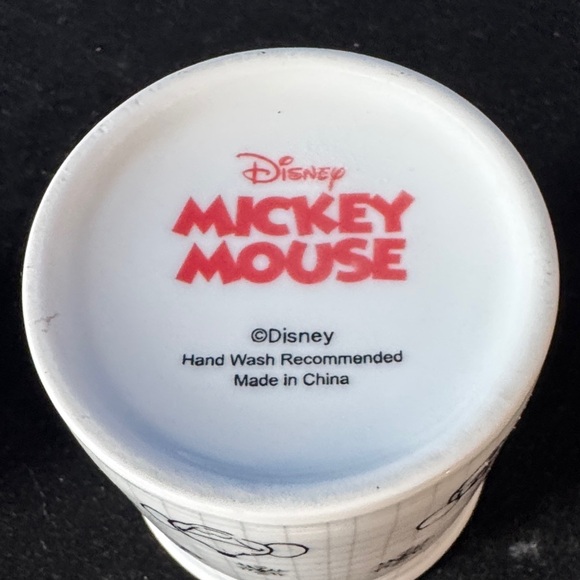 Disney
MICKEY
MOUSE
©Disney
Hand Wash Recommended
Made in China